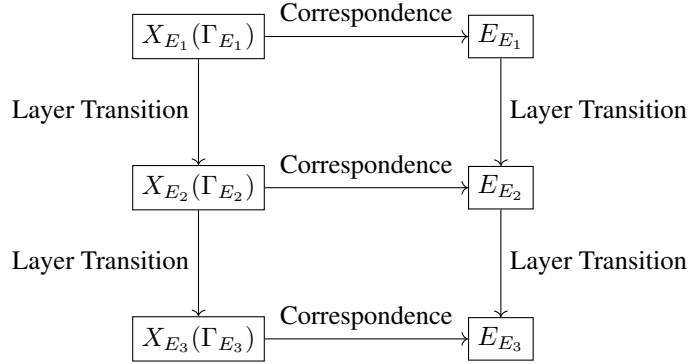 Correspondence
X_{E_1}(Γ_{E_1}) E_{E_1}
Layer Transition Layer Transition
Correspondence
X_{E_2}(Γ_{E_2}) E_{E_2}
Layer Transition Layer Transition
Correspondence
X_{E_3}(Γ_{E_3}) E_{E_3}